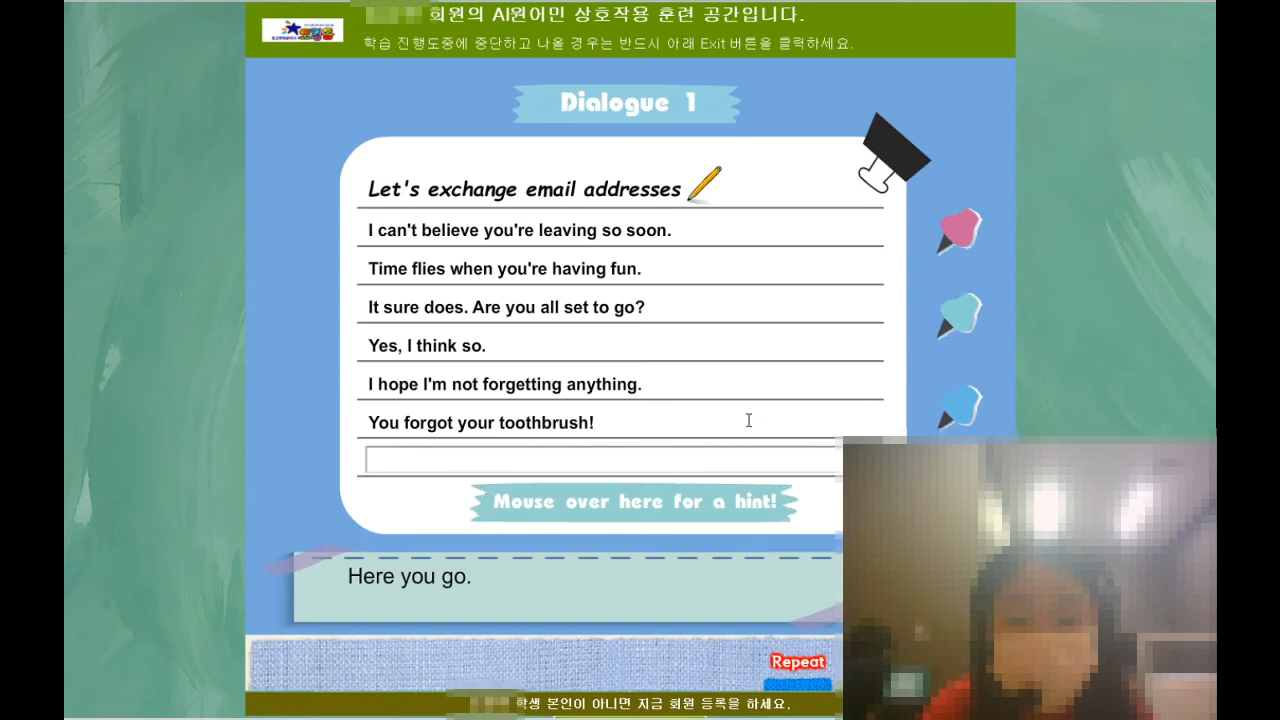 회원의 AI원어민 상호작용 훈련 공간입니다.
학습 진행도중에 중단하고 나올 경우는 반드시 아래 Exit 버튼을 클릭하세요.
Dialogue 1
Let's exchange email addresses
I can't believe you're leaving so soon.
Time flies when you're having fun.
It sure does. Are you all set to go?
Yes, I think so.
I hope I'm not forgetting anything.
You forgot your toothbrush!
Mouse over here for a hint!
Here you go.
Repeat
학생 본인이 아니면 지금 회원 등록을 하세요.